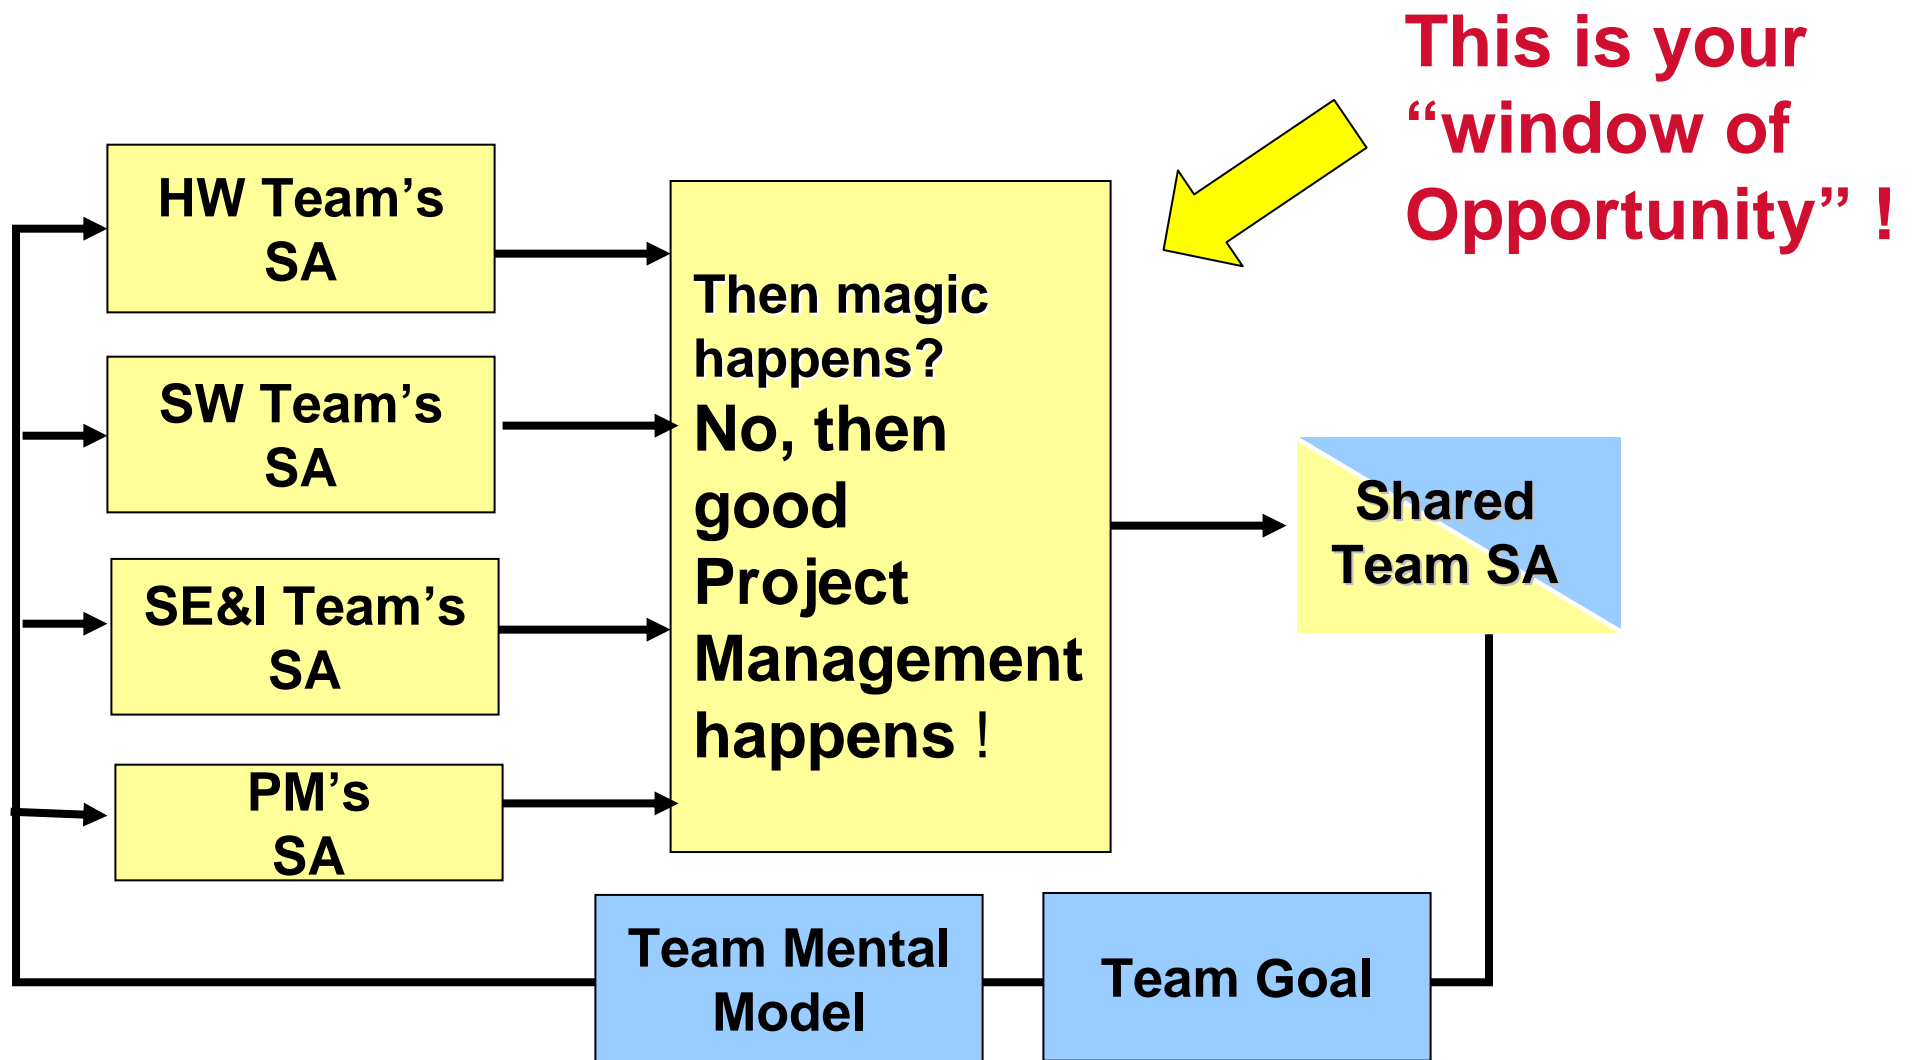 This is your
“window of
Opportunity” !
HW Team’s
SA
SW Team’s
SA
SE&I Team’s
SA
PM’s
SA
Then magic
happens?
No, then
good
Project
Management
happens !
Shared
Team SA
Team Mental
Model
Team Goal